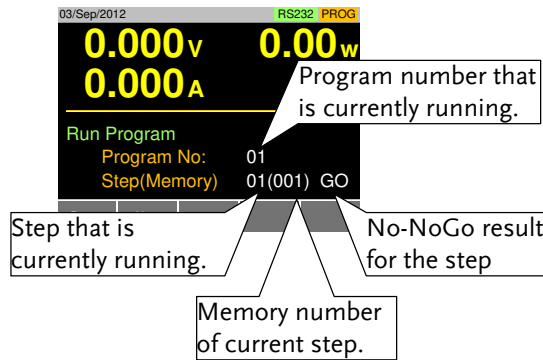 03/Sep/2012 RS232 PROG
0.000V 0.00W
0.000A
Program number that
is currently running.
Run Program
Program No: 01
Step(Memory) 01(001) GO
Step that is
currently running.
No-NoGo result
for the step
Memory number
of current step.